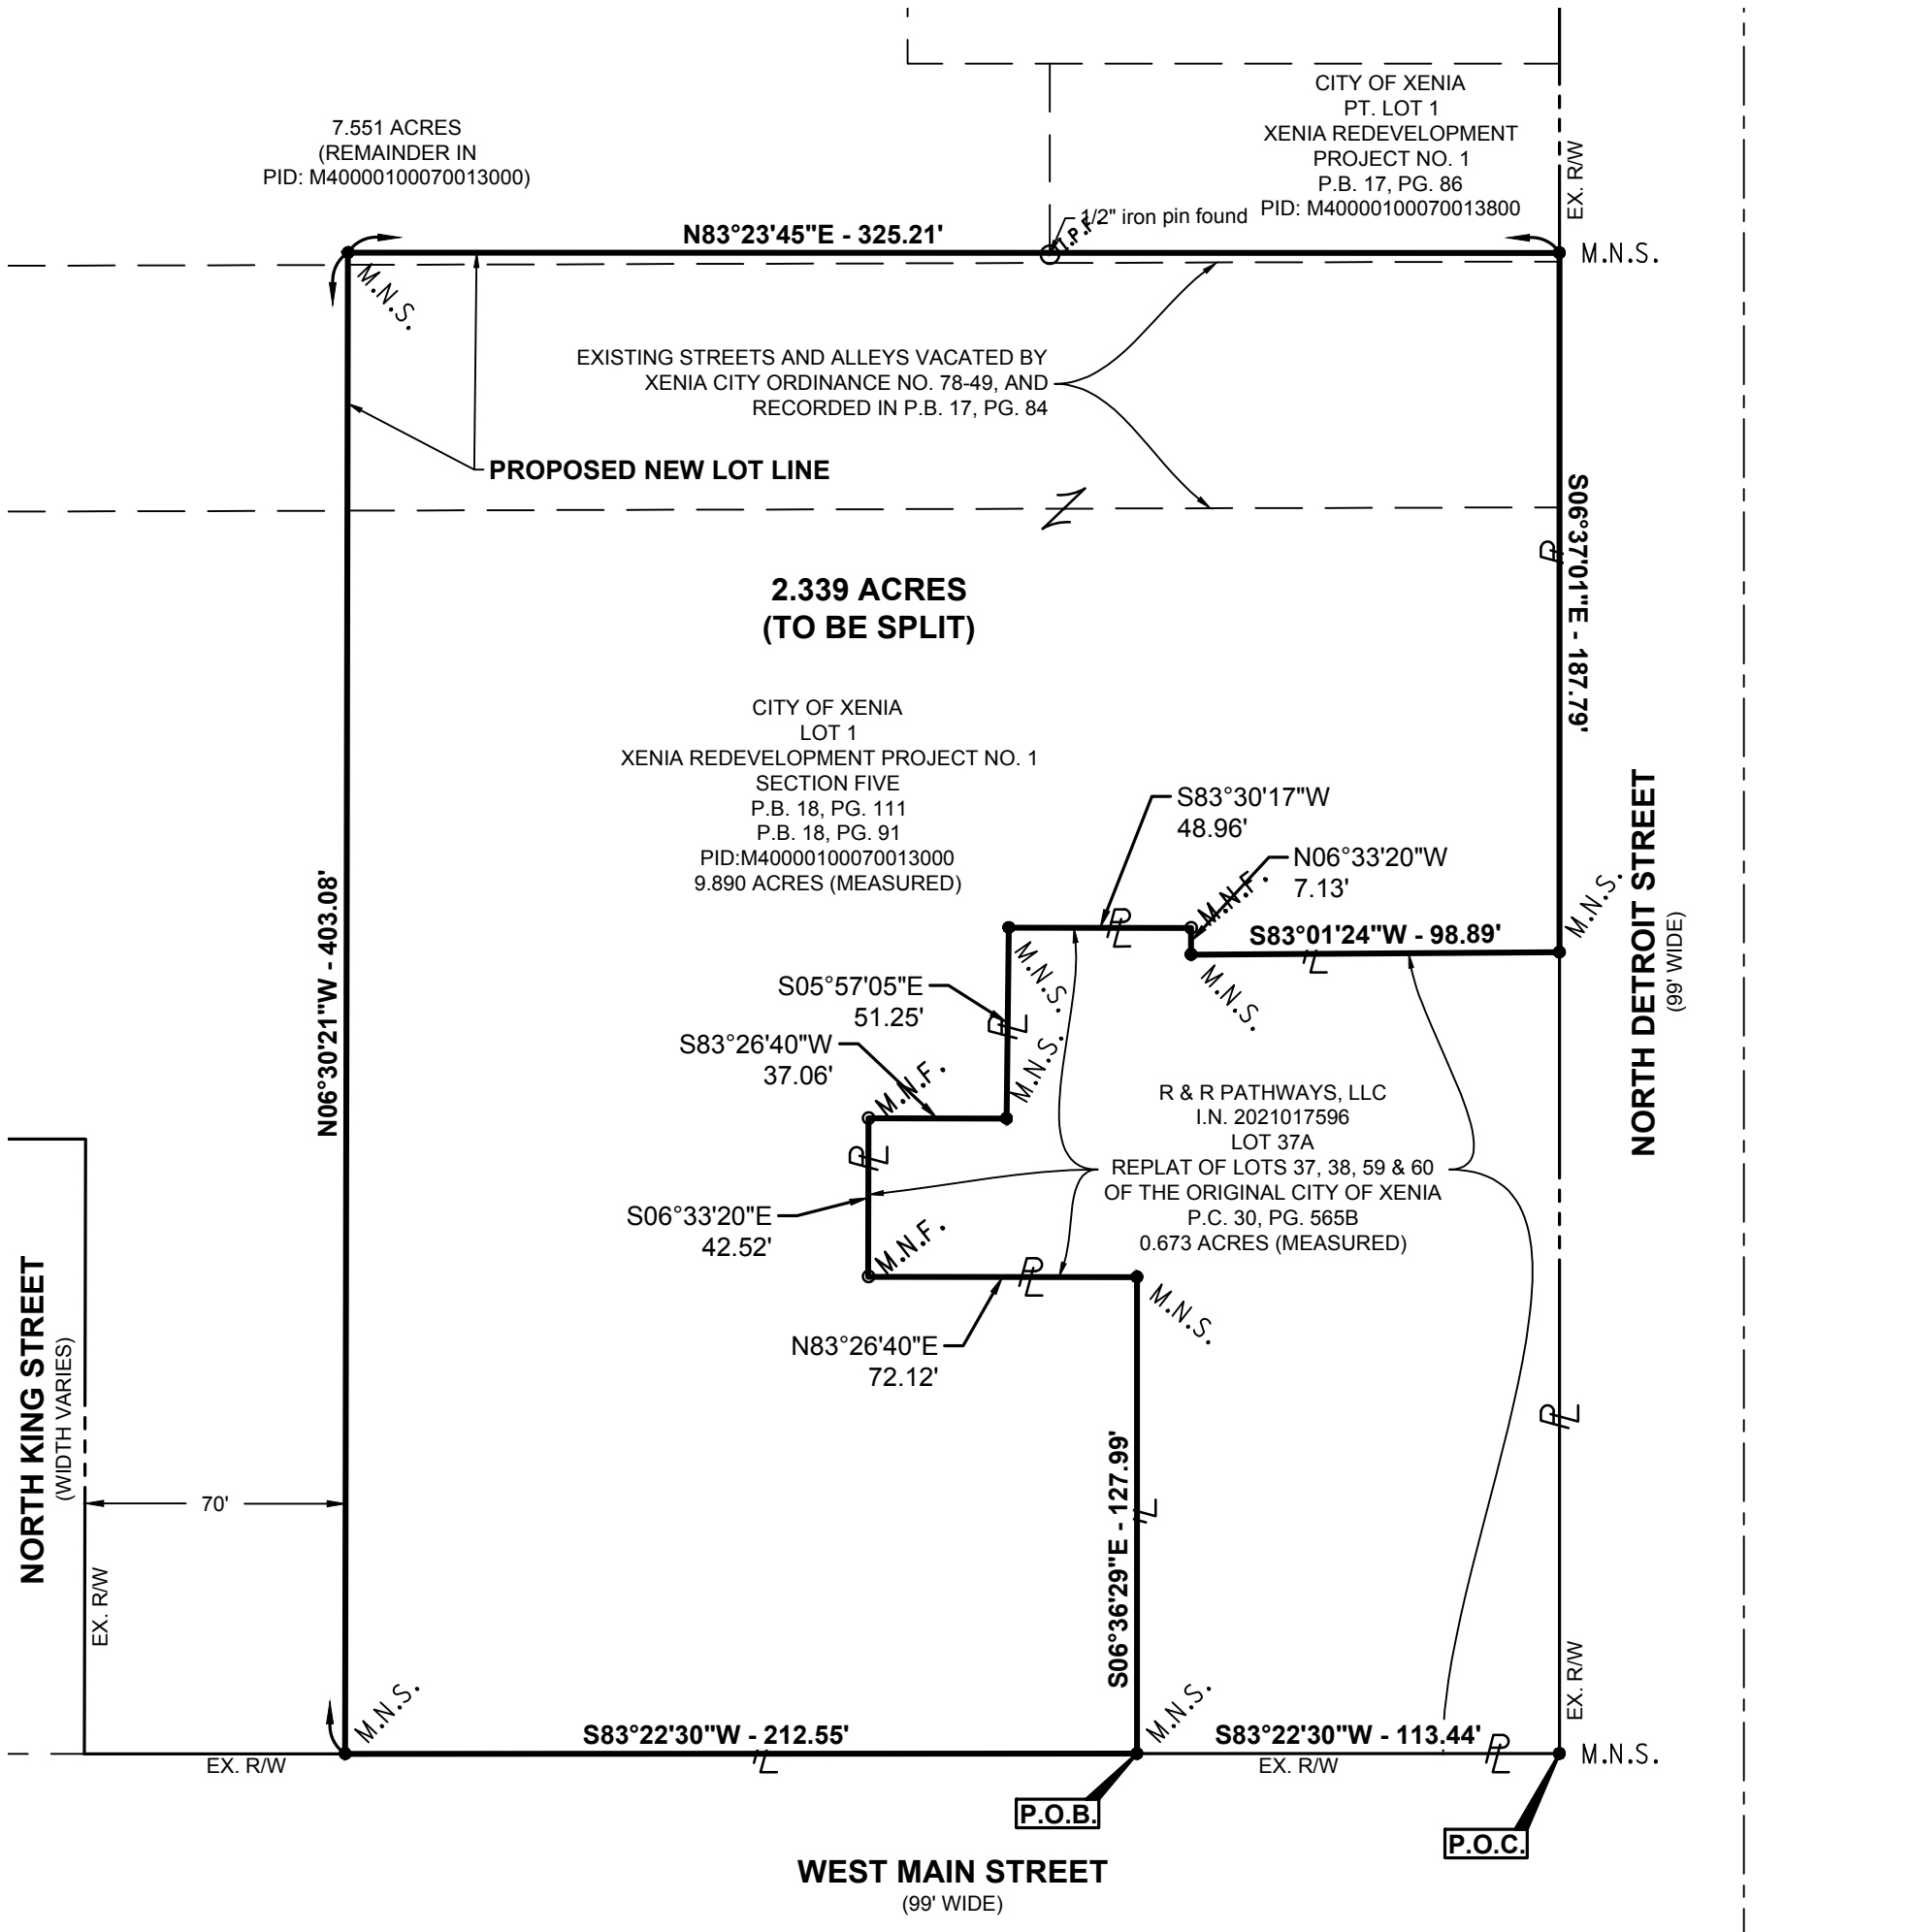 CITY OF XENIA
PT. LOT 1
XENIA REDEVELOPMENT
PROJECT NO. 1
P.B. 17, PG. 86
PID: M40000100070013800
EX. R/W
7.551 ACRES
(REMAINDER IN
PID: M40000100070013000)
N83°23'45"E - 325.21'
I.P.F.
1/2" iron pin found
M.N.S.
M.N.S.
EXISTING STREETS AND ALLEYS VACATED BY
XENIA CITY ORDINANCE NO. 78-49, AND
RECORDED IN P.B. 17, PG. 84
PROPOSED NEW LOT LINE
S06°37'01"E - 187.79'
PL
2.339 ACRES
(TO BE SPLIT)
CITY OF XENIA
LOT 1
XENIA REDEVELOPMENT PROJECT NO. 1
SECTION FIVE
P.B. 18, PG. 111
P.B. 18, PG. 91
PID:M40000100070013000
9.890 ACRES (MEASURED)
S83°30'17"W
48.96'
N06°33'20"W
7.13'
M.N.F.
PL
S83°01'24"W - 98.89'
PL
M.N.S.
M.N.S.
M.N.S.
NORTH DETROIT STREET
(99' WIDE)
N06°30'21"W - 403.08'
S05°57'05"E
51.25'
PL
M.N.S.
S83°26'40"W
37.06'
M.N.F.
PL
R & R PATHWAYS, LLC
I.N. 2021017596
LOT 37A
REPLAT OF LOTS 37, 38, 59 & 60
OF THE ORIGINAL CITY OF XENIA
P.C. 30, PG. 565B
0.673 ACRES (MEASURED)
S06°33'20"E
42.52'
M.N.F.
PL
M.N.S.
N83°26'40"E
72.12'
NORTH KING STREET
(WIDTH VARIES)
70'
EX. R/W
S06°36'29"E - 127.99'
PL
PL
EX. R/W
M.N.S.
S83°22'30"W - 212.55'
PL
M.N.S.
S83°22'30"W - 113.44'
PL
M.N.S.
EX. R/W
EX. R/W
P.O.B.
P.O.C.
WEST MAIN STREET
(99' WIDE)